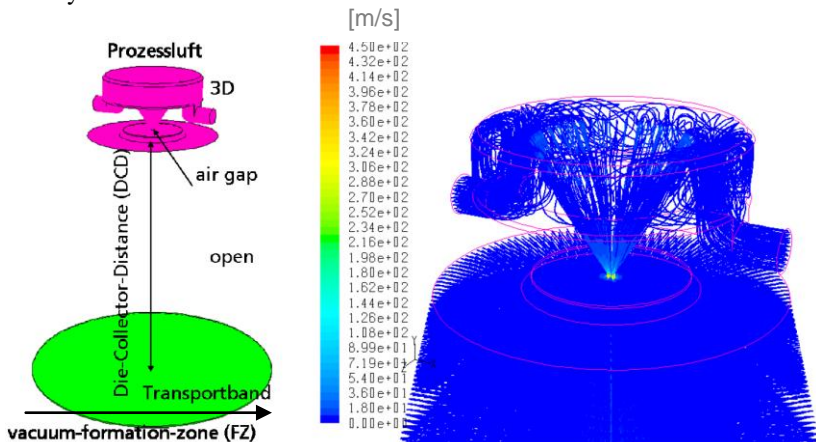 [m/s]
Prozessluft
3D
air gap
Die-Collector-Distance (DCD)
open
Transportband
vacuum-formation-zone (FZ)
4.50e+02
4.32e+02
4.14e+02
3.96e+02
3.78e+02
3.60e+02
3.42e+02
3.24e+02
3.06e+02
2.88e+02
2.70e+02
2.52e+02
2.34e+02
2.16e+02
1.98e+02
1.80e+02
1.62e+02
1.44e+02
1.26e+02
1.08e+02
8.99e+01
7.19e+01
5.40e+01
3.60e+01
1.80e+01
0.00e+00